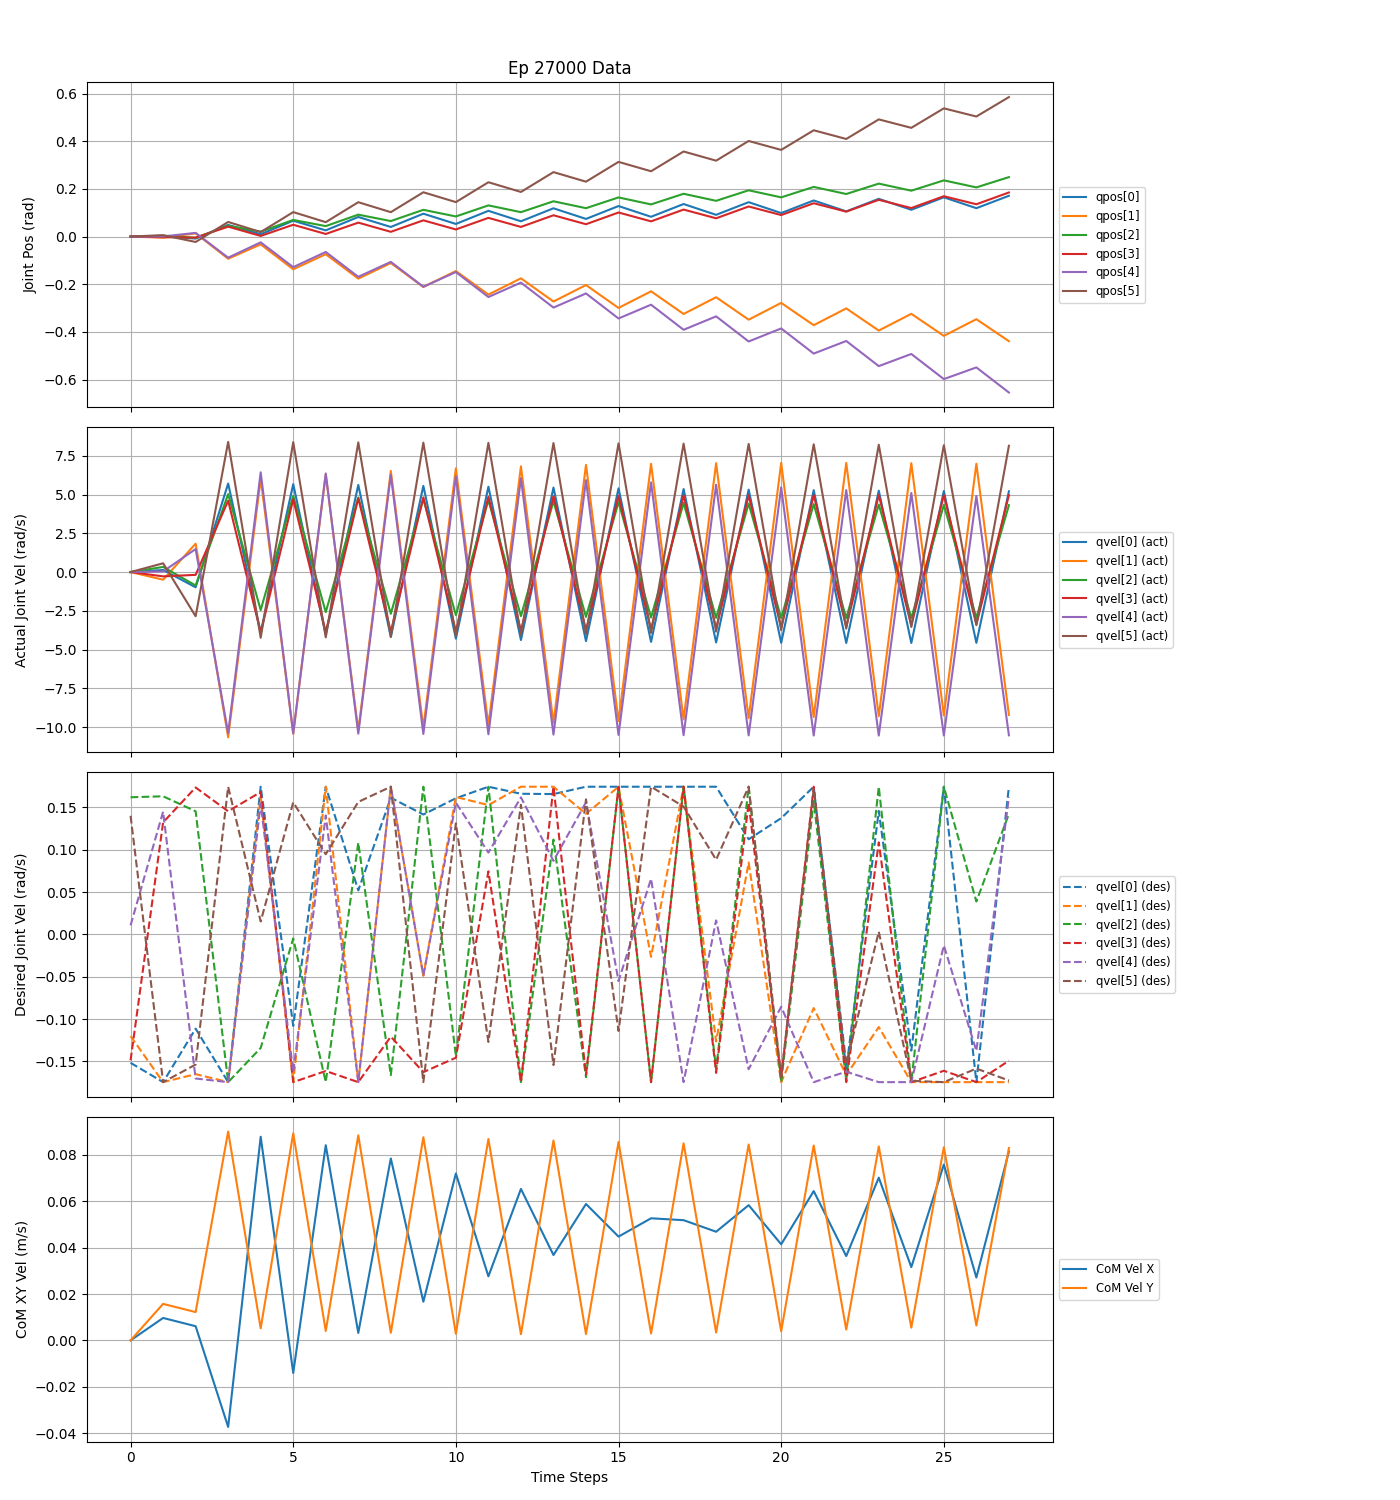 Ep 27000 Data
Joint Pos (rad)
0.6
0.4
0.2
0.0
−0.2
−0.4
−0.6
qpos[0]
qpos[1]
qpos[2]
qpos[3]
qpos[4]
qpos[5]
Actual Joint Vel (rad/s)
7.5
5.0
2.5
0.0
−2.5
−5.0
−7.5
−10.0
qvel[0] (act)
qvel[1] (act)
qvel[2] (act)
qvel[3] (act)
qvel[4] (act)
qvel[5] (act)
Desired Joint Vel (rad/s)
0.15
0.10
0.05
0.00
−0.05
−0.10
−0.15
qvel[0] (des)
qvel[1] (des)
qvel[2] (des)
qvel[3] (des)
qvel[4] (des)
qvel[5] (des)
CoM XY Vel (m/s)
0.08
0.06
0.04
0.02
0.00
−0.02
−0.04
CoM Vel X
CoM Vel Y
0 5 10 15 20 25
Time Steps